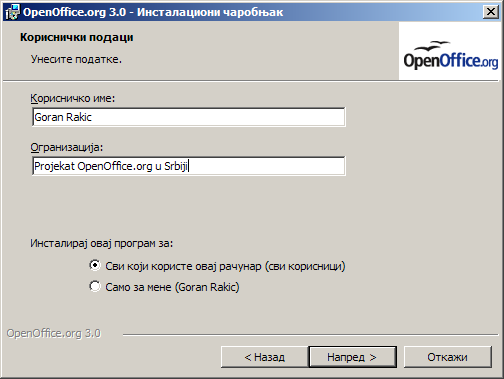 OpenOffice.org 3.0 - Инсталациони чаробњак
Кориснички подаци
Унесите податке.
OpenOffice.org
Корисничко име:
Goran Rakic
Огранизација:
Projekat OpenOffice.org u Srbiji
Инсталирај овај програм за:
Сви који користе овај рачунар (сви корисници)
Само за мене (Goran Rakic)
OpenOffice.org 3.0
< Назад
Напред >
Откажи